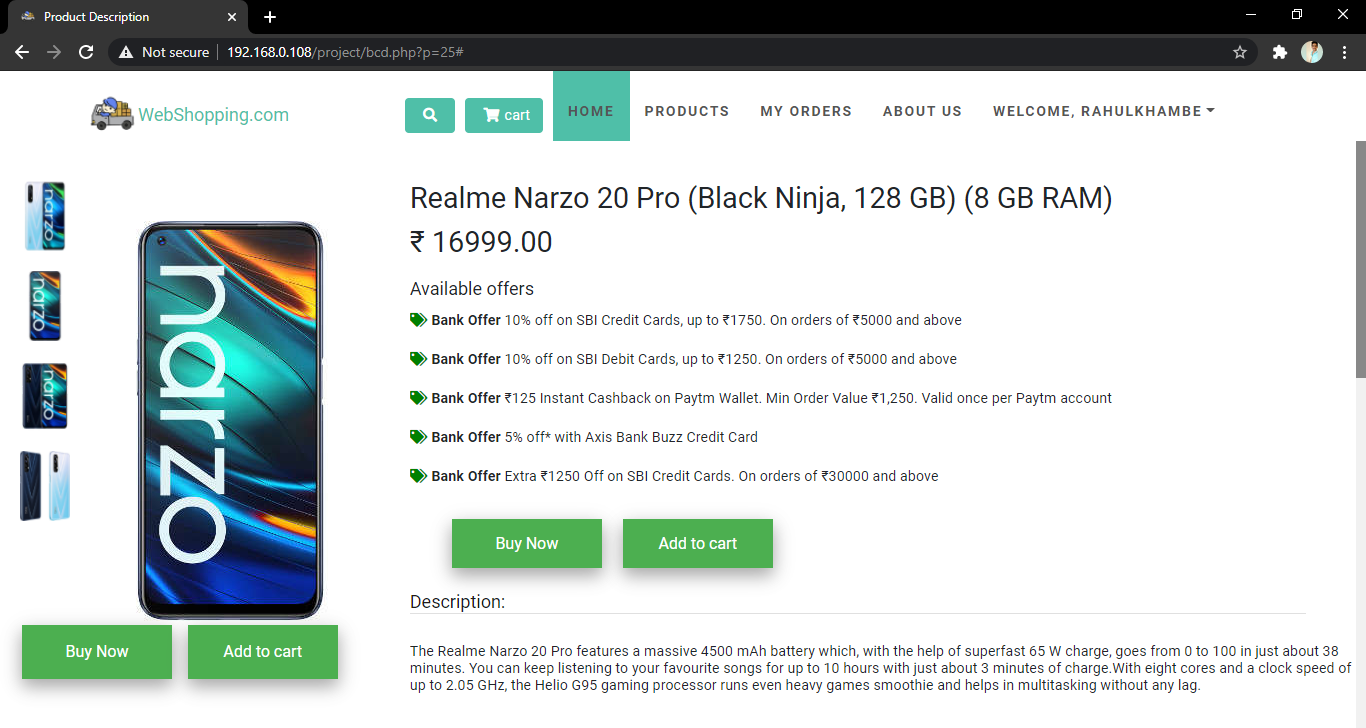 Product Description
Not secure
192.168.0.108/project/bcd.php?p=25#
WebShopping.com
cart
HOME
PRODUCTS
MY ORDERS
ABOUT US
WELCOME, RAHULKHAMBE
narzo
narzo
narzo
narzo
Realme Narzo 20 Pro (Black Ninja, 128 GB) (8 GB RAM)
₹ 16999.00
Available offers
Bank Offer 10% off on SBI Credit Cards, up to ₹1750. On orders of ₹5000 and above
Bank Offer 10% off on SBI Debit Cards, up to ₹1250. On orders of ₹5000 and above
Bank Offer ₹125 Instant Cashback on Paytm Wallet. Min Order Value ₹1,250. Valid once per Paytm account
Bank Offer 5% off* with Axis Bank Buzz Credit Card
Bank Offer Extra ₹1250 Off on SBI Credit Cards. On orders of ₹30000 and above
Buy Now
Add to cart
Description:
Buy Now
Add to cart
The Realme Narzo 20 Pro features a massive 4500 mAh battery which, with the help of superfast 65 W charge, goes from 0 to 100 in just about 38
minutes. You can keep listening to your favourite songs for up to 10 hours with just about 3 minutes of charge.With eight cores and a clock speed of
up to 2.05 GHz, the Helio G95 gaming processor runs even heavy games smoothie and helps in multitasking without any lag.